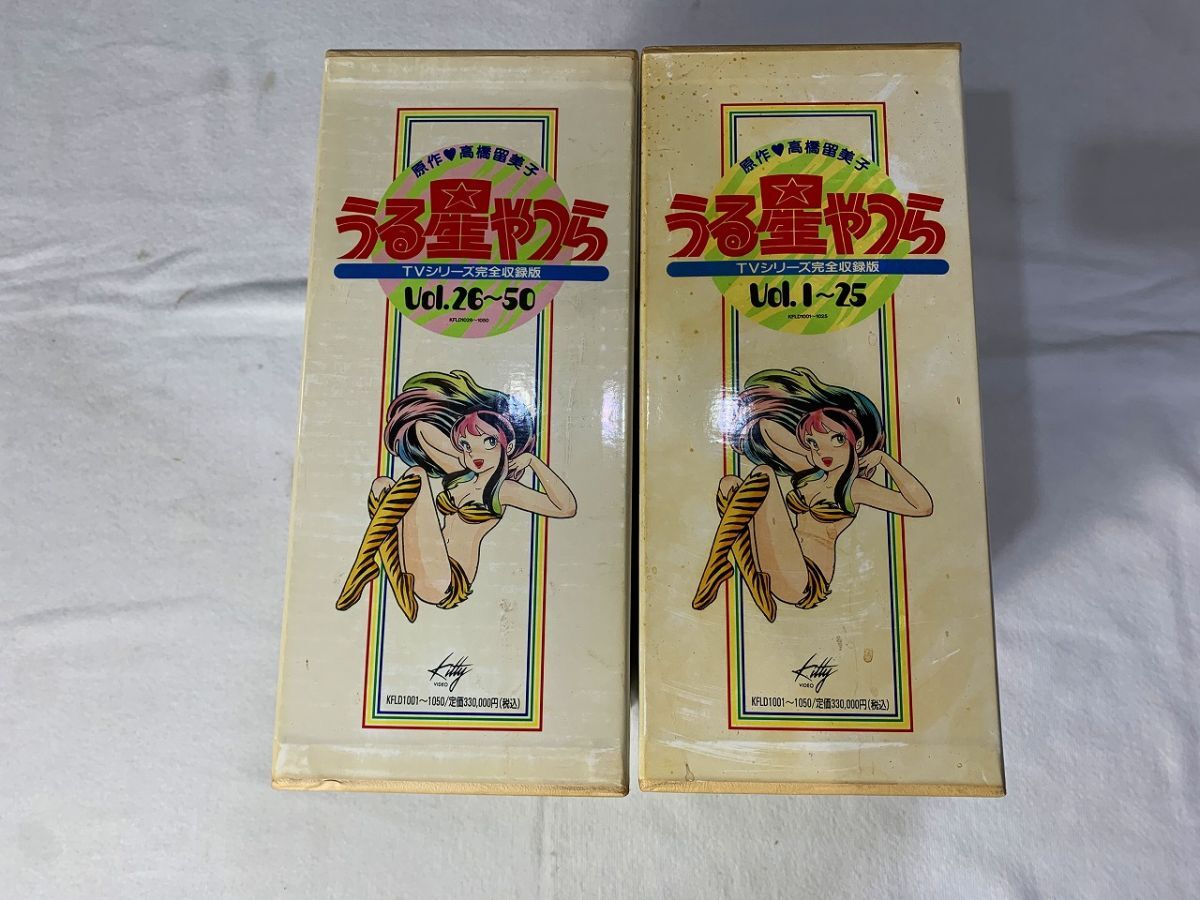 原作♥高橋留美子
うる星やつら
TVシリーズ完全収録版
Vol.26〜50
KFLD1026〜1050
Kitty
VIDEO
KFLD1001〜1050/定価330,000円(税込)
原作♥高橋留美子
うる星やつら
TVシリーズ完全収録版
Vol.1〜25
KFLD1001〜1025
Kitty
VIDEO
KFLD1001〜1050/定価330,000円(税込)